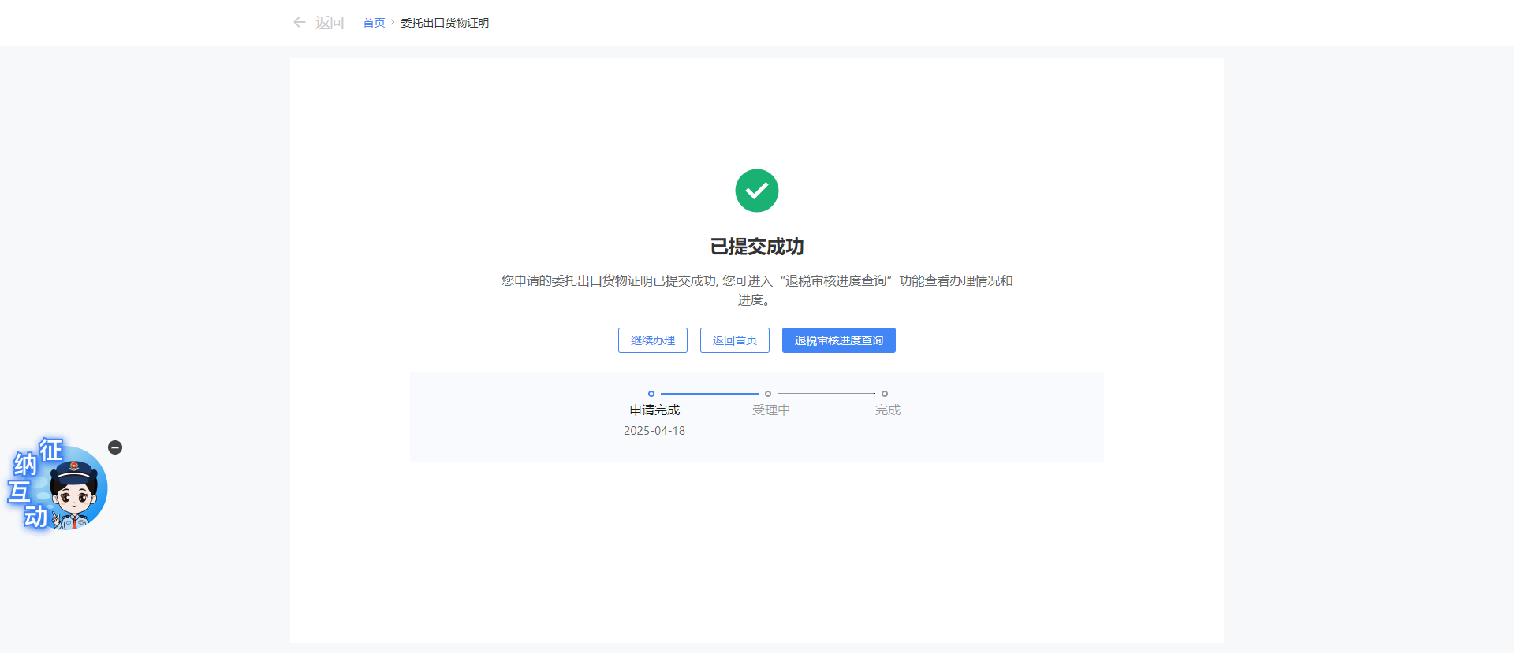 返回 首页 › 委托出口货物证明
已提交成功
您申请的委托出口货物证明已提交成功, 您可进入“退税审核进度查询”功能查看办理情况和
进度。
继续办理 返回首页 退税审核进度查询
申请完成 受理中 完成
2025-04-18
征
纳
互
动